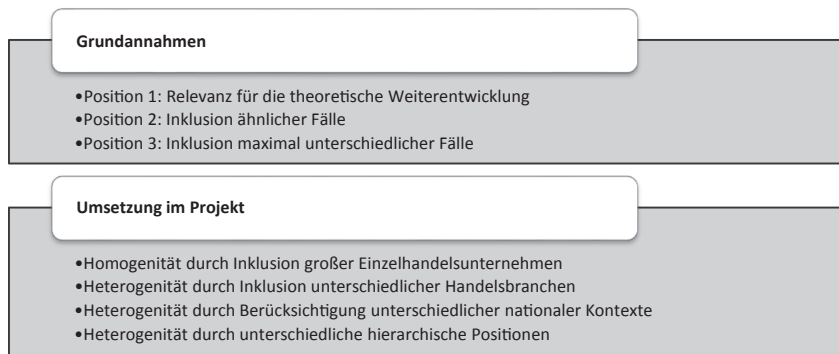 Grundannahmen
•Position 1: Relevanz für die theoretische Weiterentwicklung
•Position 2: Inklusion ähnlicher Fälle
•Position 3: Inklusion maximal unterschiedlicher Fälle
Umsetzung im Projekt
•Homogenität durch Inklusion großer Einzelhandelsunternehmen
•Heterogenität durch Inklusion unterschiedlicher Handelsbranchen
•Heterogenität durch Berücksichtigung unterschiedlicher nationaler Kontexte
•Heterogenität durch unterschiedliche hierarchische Positionen